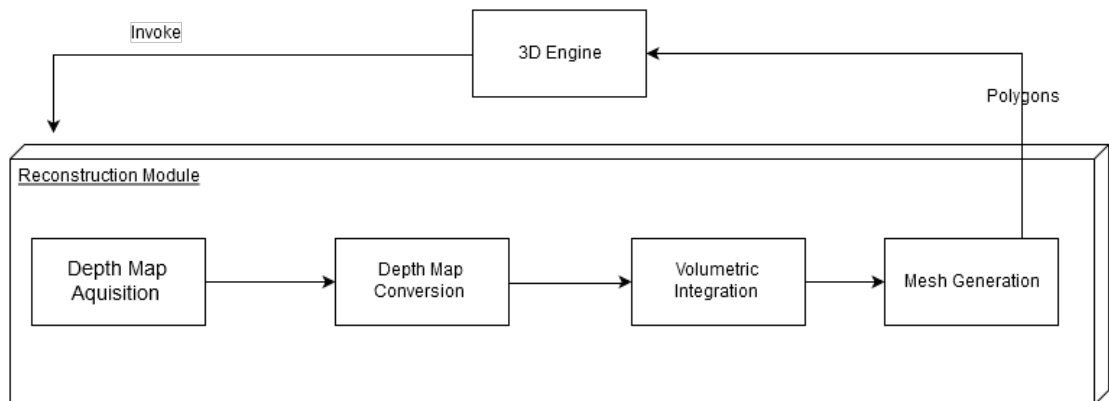 Invoke
3D Engine
Polygons
Reconstruction Module
Depth Map
Aquisition
Depth Map
Conversion
Volumetric
Integration
Mesh Generation